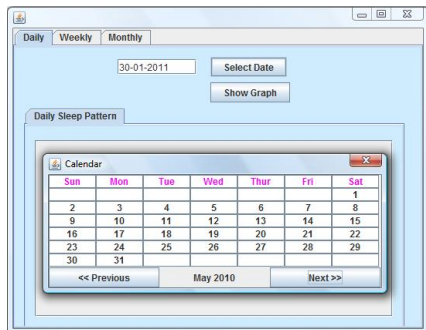 Daily Weekly Monthly
30-01-2011 Select Date
Show Graph
Daily Sleep Pattern
Calendar
Sun Mon Tue Wed Thur Fri Sat
1
2 3 4 5 6 7 8
9 10 11 12 13 14 15
16 17 18 19 20 21 22
23 24 25 26 27 28 29
30 31
<< Previous May 2010 Next >>